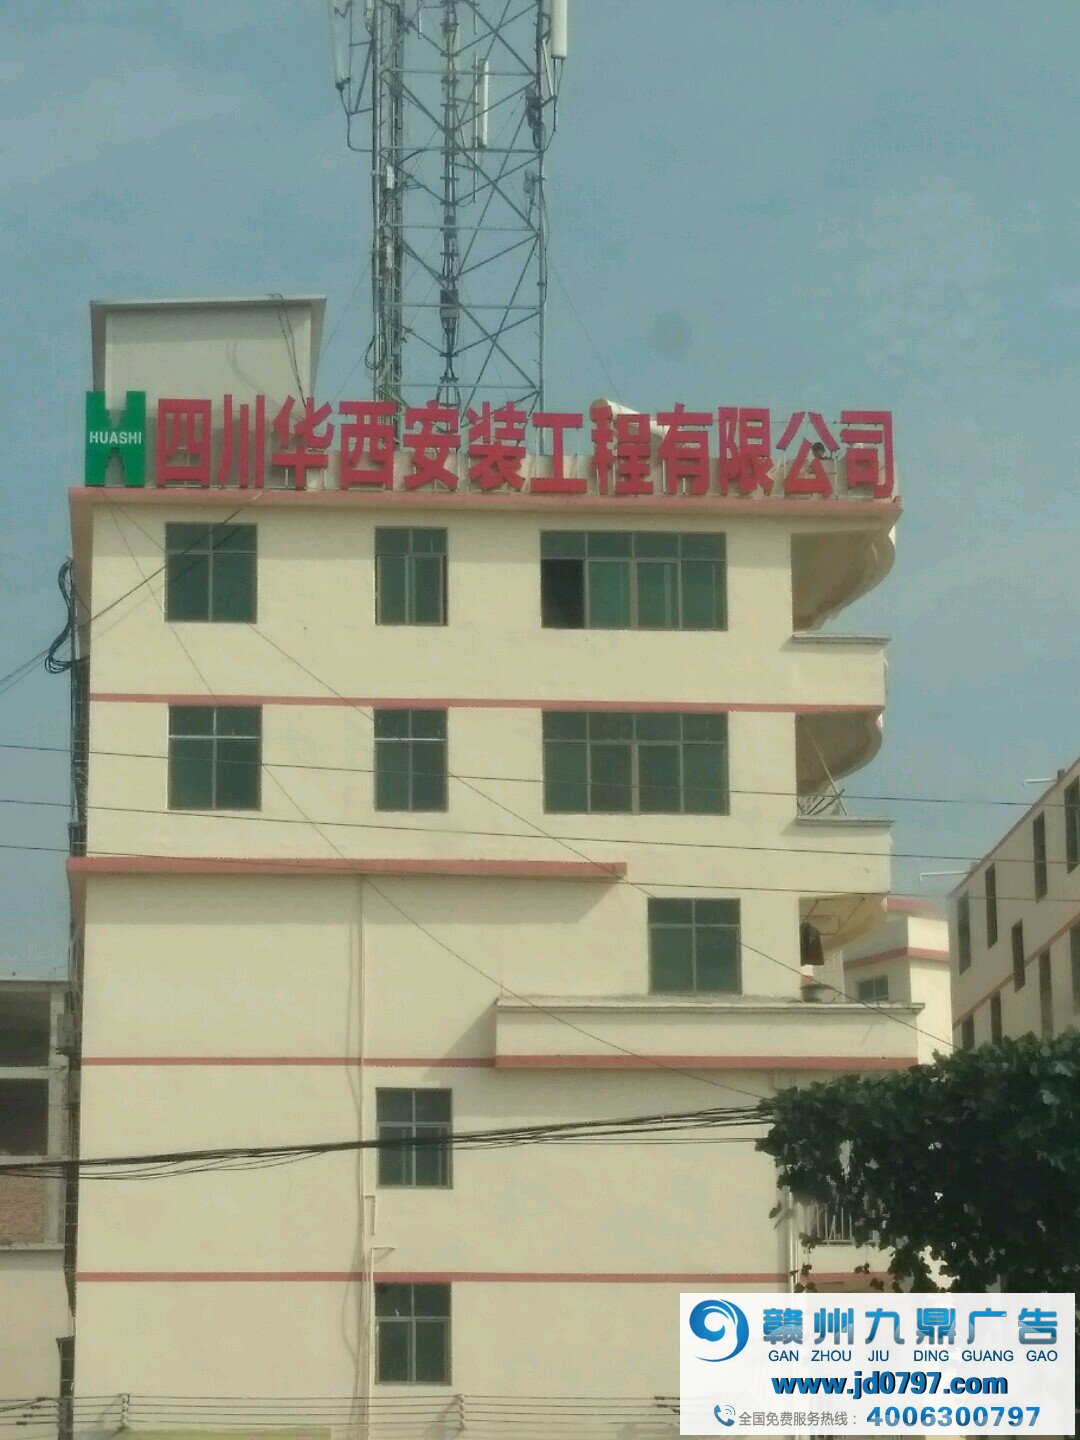 HUASHI
四川华西安装工程有限公司
赣州九鼎广告
GAN ZHOU JIU DING GUANG GAO
www.jd0797.com
全国免费服务热线：4006300797